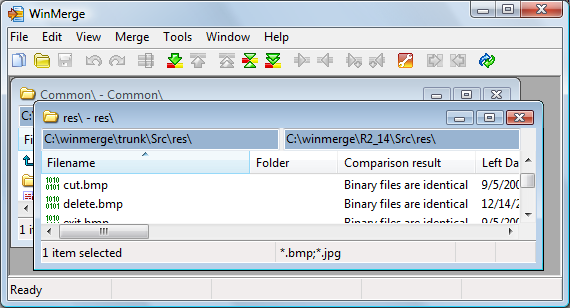 WinMerge
File Edit View Merge Tools Window Help
Common\ - Common\
res\ - res\
C:\winmerge\trunk\Src\res\ C:\winmerge\R2_14\Src\res\
Filename Folder Comparison result Left Da
cut.bmp Binary files are identical 9/5/200
delete.bmp Binary files are identical 12/14/2
exit.bmp Binary files are identical 9/5/200
1 item selected *.bmp;*.jpg
Ready